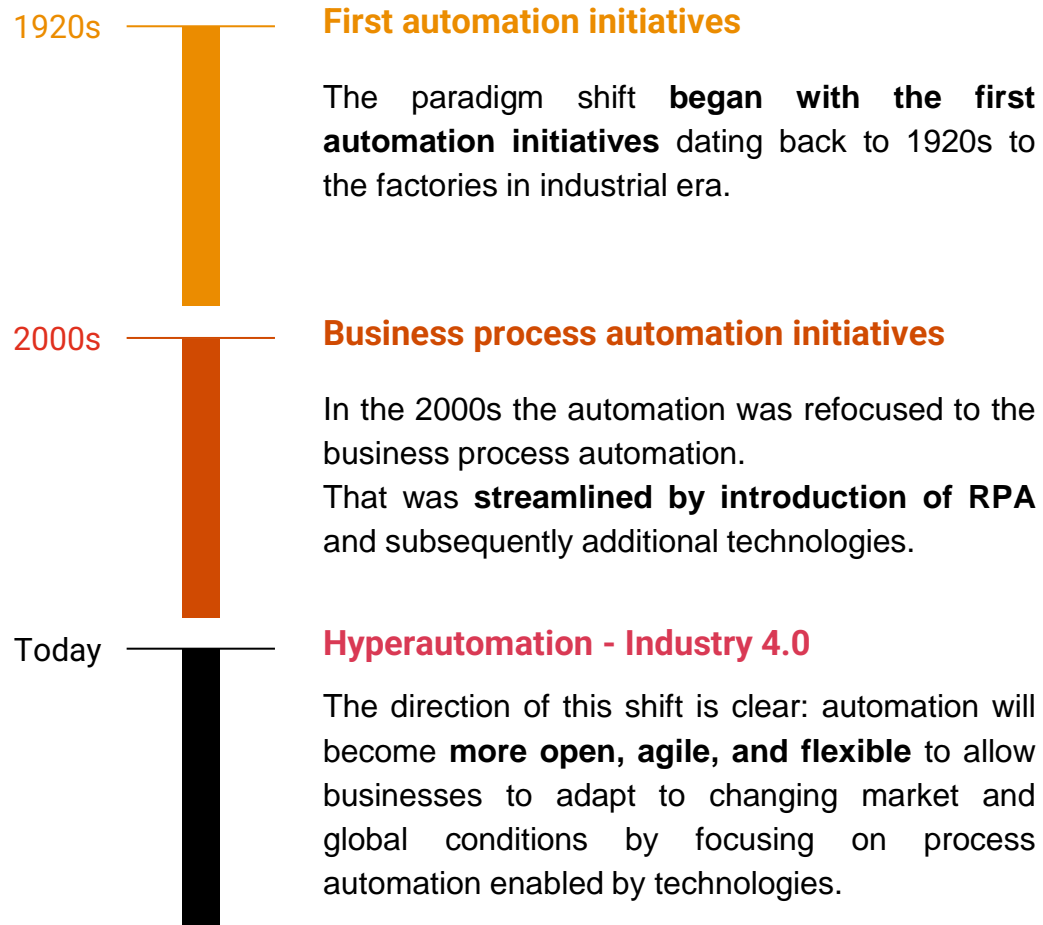 1920s
First automation initiatives
The paradigm shift began with the first
automation initiatives dating back to 1920s to
the factories in industrial era.
2000s
Business process automation initiatives
In the 2000s the automation was refocused to the
business process automation.
That was streamlined by introduction of RPA
and subsequently additional technologies.
Today
Hyperautomation - Industry 4.0
The direction of this shift is clear: automation will
become more open, agile, and flexible to allow
businesses to adapt to changing market and
global conditions by focusing on process
automation enabled by technologies.